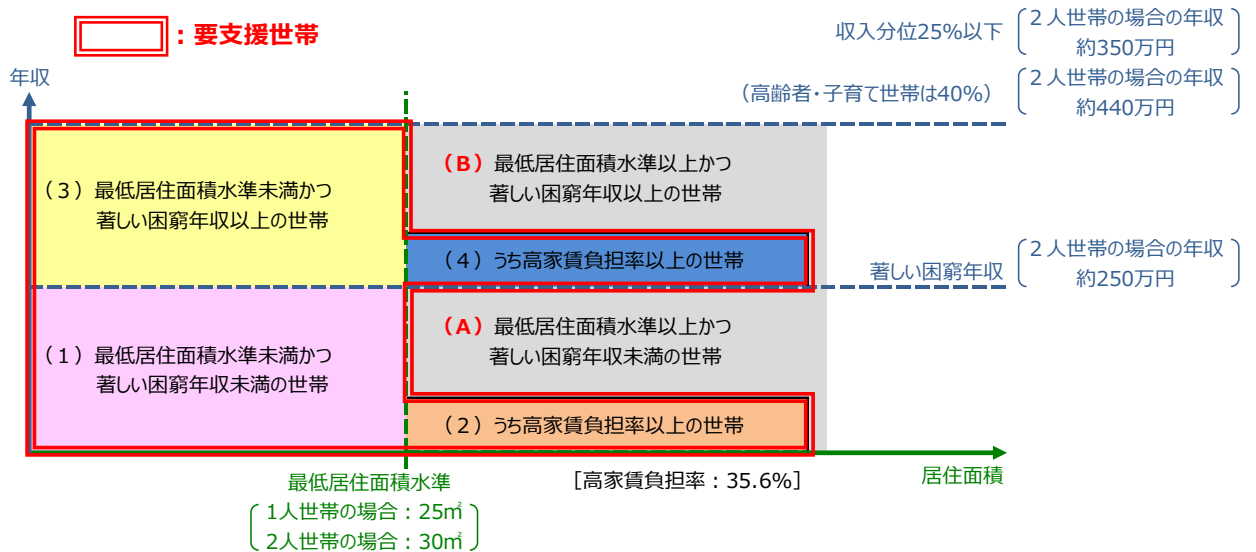 ：要支援世帯
収入分位25%以下
２人世帯の場合の年収
約350万円
年収
（高齢者・子育て世帯は40%）
２人世帯の場合の年収
約440万円
（３）最低居住面積水準未満かつ
著しい困窮年収以上の世帯
（B）最低居住面積水準以上かつ
著しい困窮年収以上の世帯
（４）うち高家賃負担率以上の世帯
著しい困窮年収
２人世帯の場合の年収
約250万円
（１）最低居住面積水準未満かつ
著しい困窮年収未満の世帯
（A）最低居住面積水準以上かつ
著しい困窮年収未満の世帯
（２）うち高家賃負担率以上の世帯
最低居住面積水準
[高家賃負担率：35.6%]
居住面積
1人世帯の場合：25㎡
2人世帯の場合：30㎡